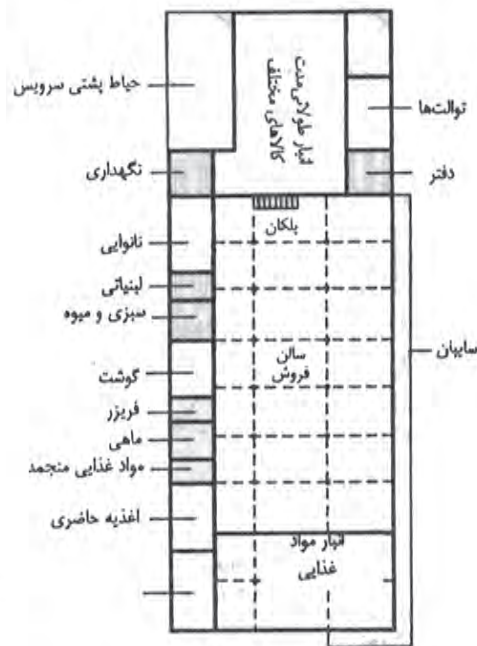 انبار طولانی‌مدت
کالاهای مختلف
حیاط پشتی سرویس
توالت‌ها
نگهداری
دفتر
پلکان
نانوایی
لبنیاتی
سبزی و میوه
سایبان
سالن
فروش
گوشت
فریزر
ماهی
مواد غذایی منجمد
اغذیه حاضری
انبار مواد
غذایی